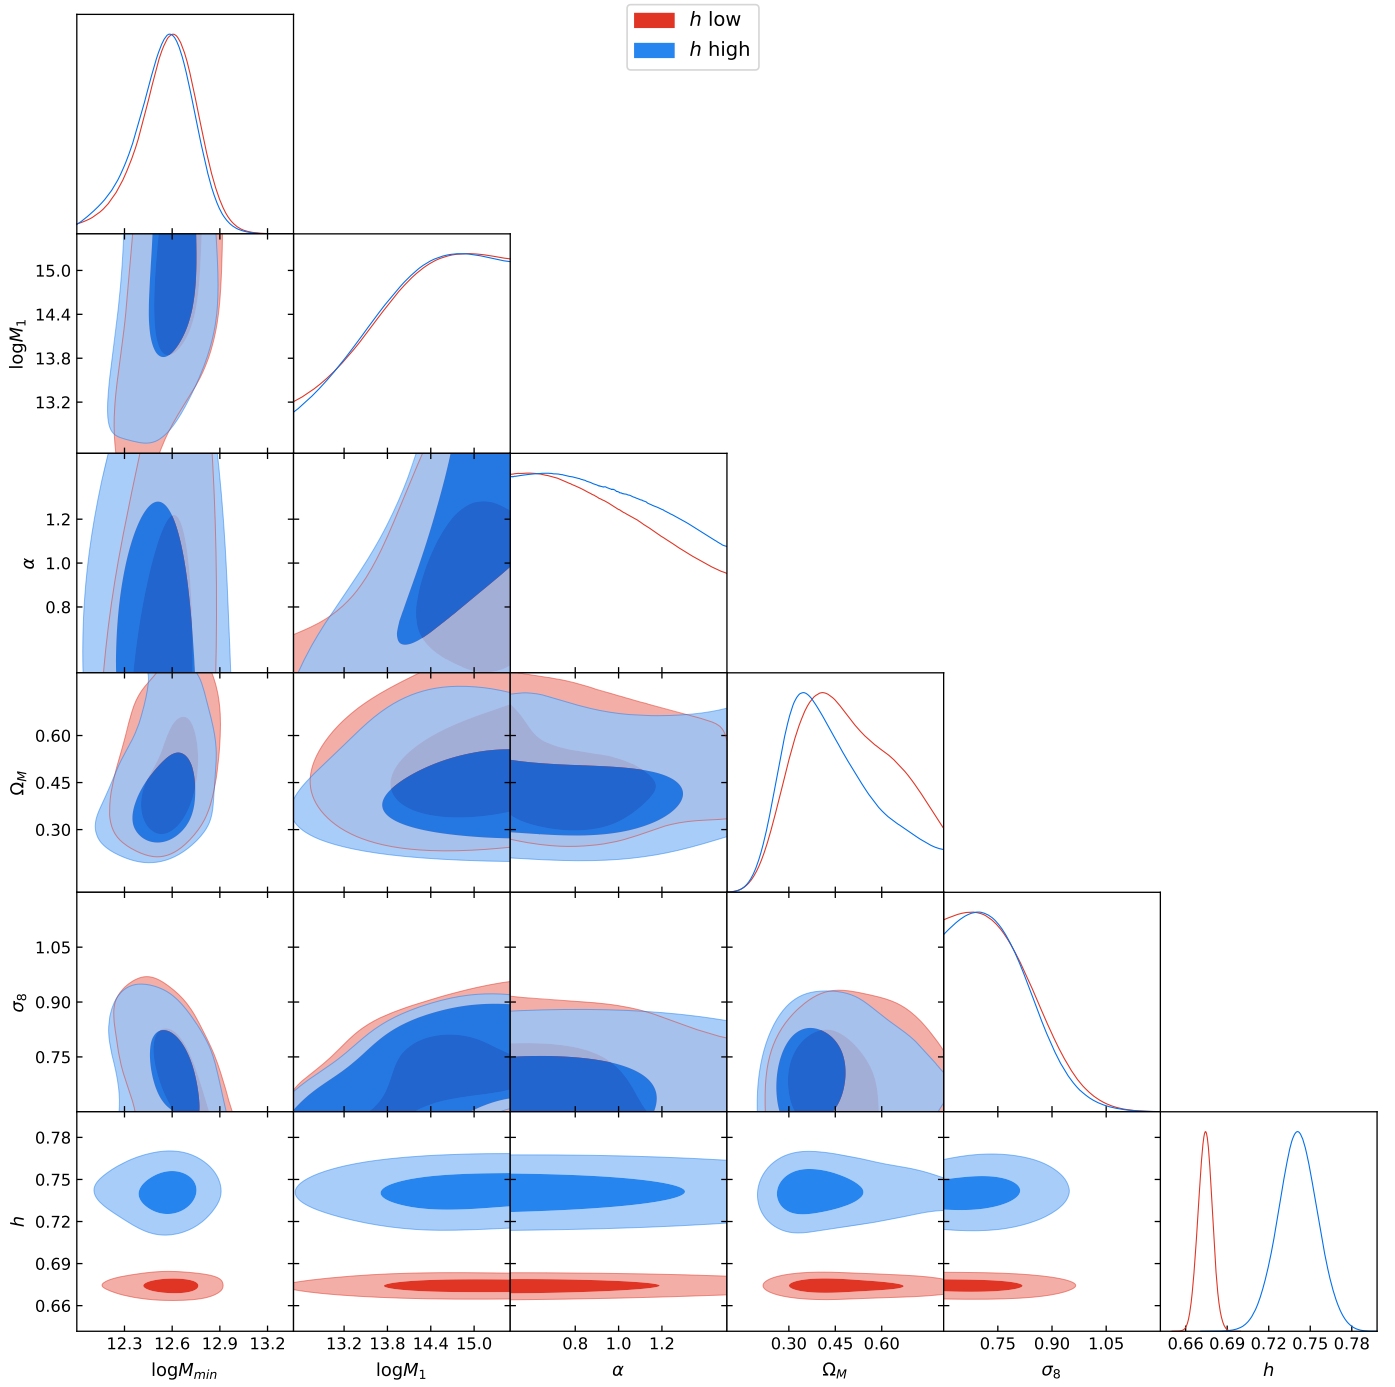 h low
h high
15.0
14.4
13.8
13.2
logM₁
1.2
1.0
0.8
α
0.60
0.45
0.30
Ω_M
1.05
0.90
0.75
σ₈
0.78
0.75
0.72
0.69
0.66
h
12.3 12.6 12.9 13.2
13.2 13.8 14.4 15.0
0.8 1.0 1.2
0.30 0.45 0.60
0.75 0.90 1.05
0.66 0.69 0.72 0.75 0.78
logM_min
logM₁
α
Ω_M
σ₈
h